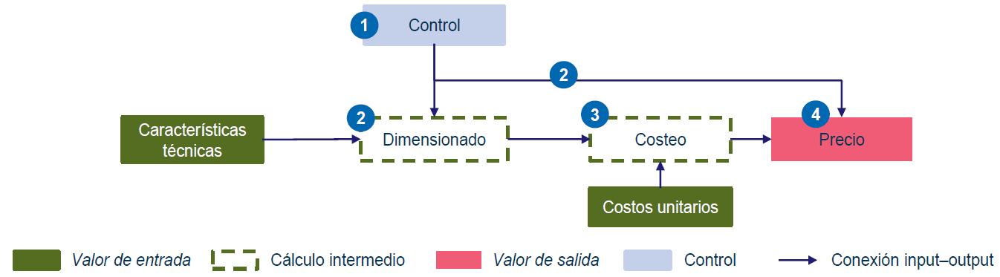 1
Control
2
Características
técnicas
2
Dimensionado
3
Costeo
4
Precio
Costos unitarios
Valor de entrada
Cálculo intermedio
Valor de salida
Control
Conexión input–output